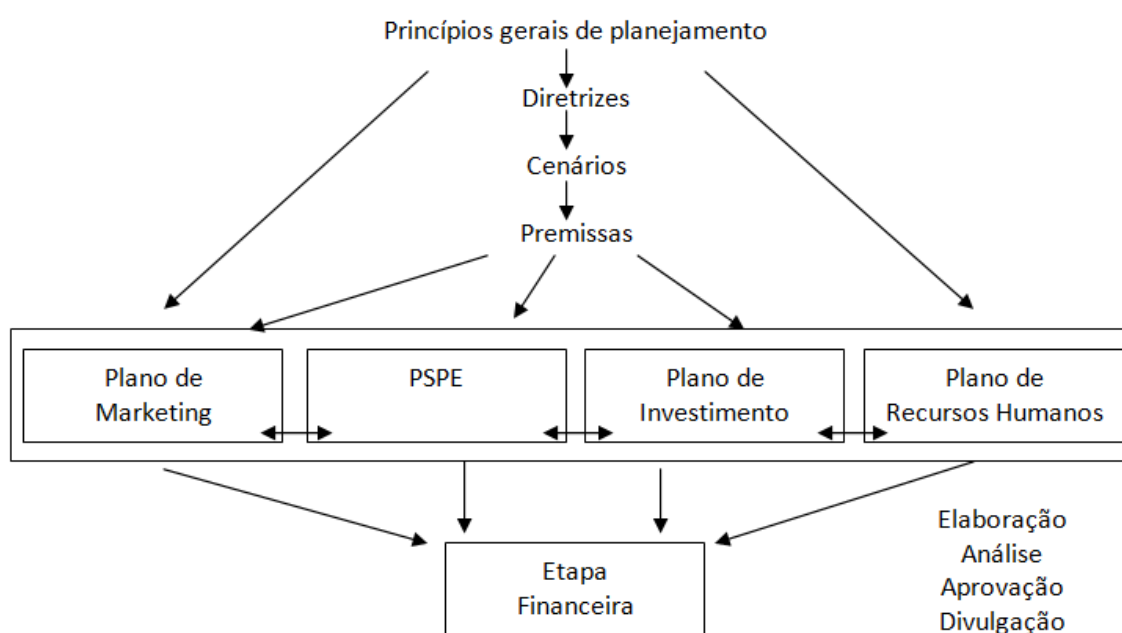 Princípios gerais de planejamento
Diretrizes
Cenários
Premissas
Plano de
Marketing
PSPE
Plano de
Investimento
Plano de
Recursos Humanos
Etapa
Financeira
Elaboração
Análise
Aprovação
Divulgação